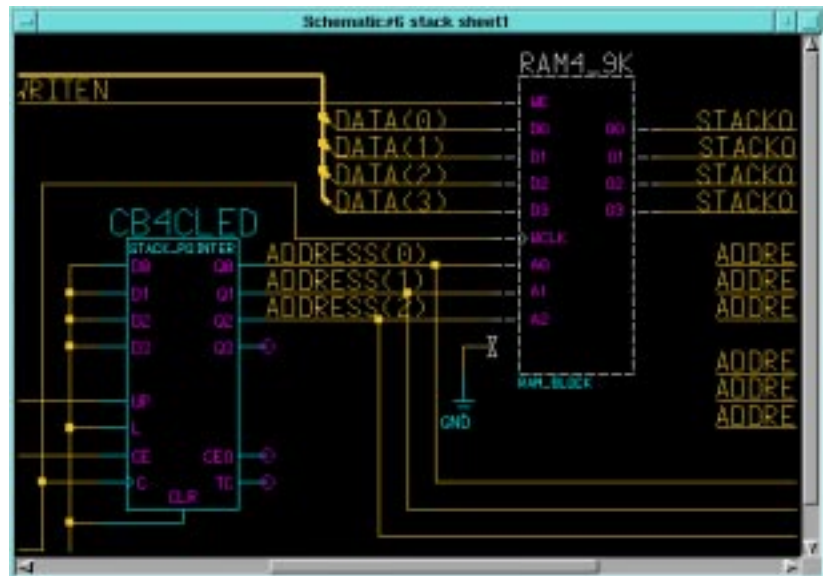 Schematic#6 stack sheet1
RAM4_9K
WRITEN
WE
DATA(0)
D0
O0
STACKO
DATA(1)
D1
O1
STACKO
DATA(2)
D2
O2
STACKO
DATA(3)
D3
O3
STACKO
CB4CLED
WCLK
STACK_POINTER
ADDRESS(0)
D0
Q0
A0
ADDRE
ADDRESS(1)
D1
Q1
A1
ADDRE
ADDRESS(2)
D2
Q2
A2
ADDRE
D3
Q3
ADDRE
RAM_BLOCK
ADDRE
UP
GND
ADDRE
L
CE
CEO
C
TC
CLR